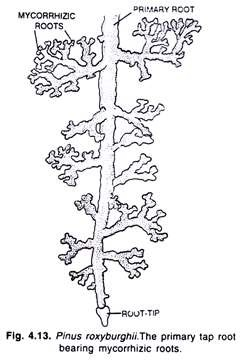 PRIMARY ROOT
MYCORRHIZIC
ROOTS
ROOT-TIP
Fig. 4.13. Pinus roxyburghii.The primary tap root
bearing mycorrhizic roots.